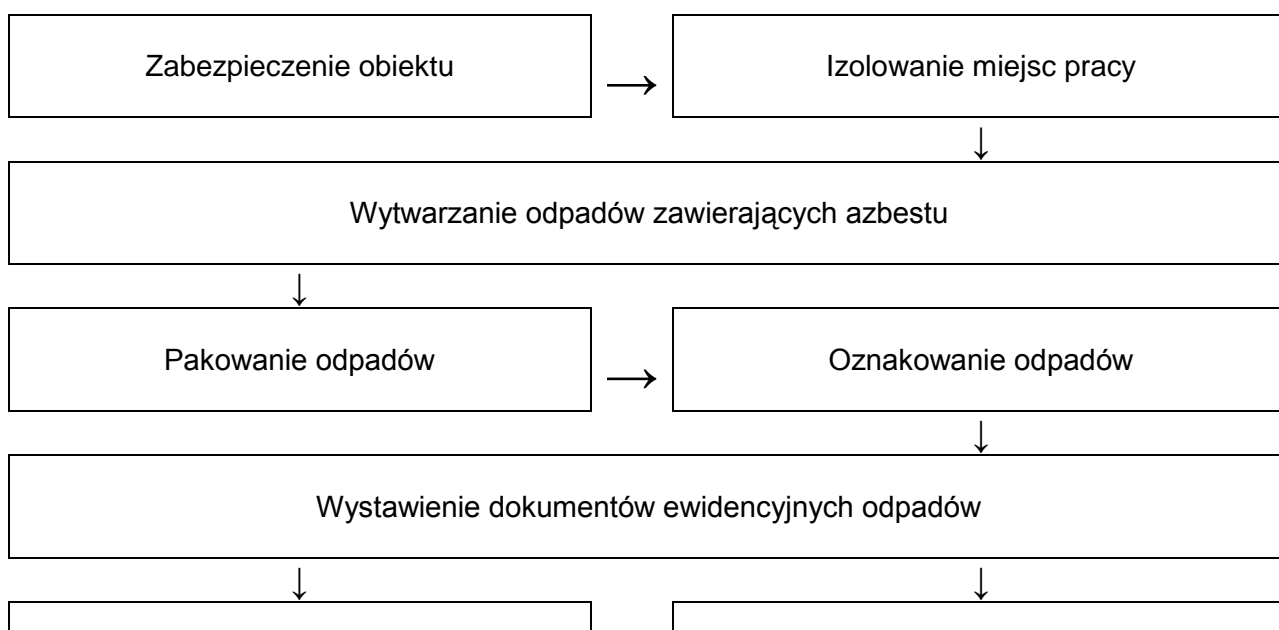 Zabezpieczenie obiektu
Izolowanie miejsc pracy
Wytwarzanie odpadów zawierających azbestu
Pakowanie odpadów
Oznakowanie odpadów
Wystawienie dokumentów ewidencyjnych odpadów